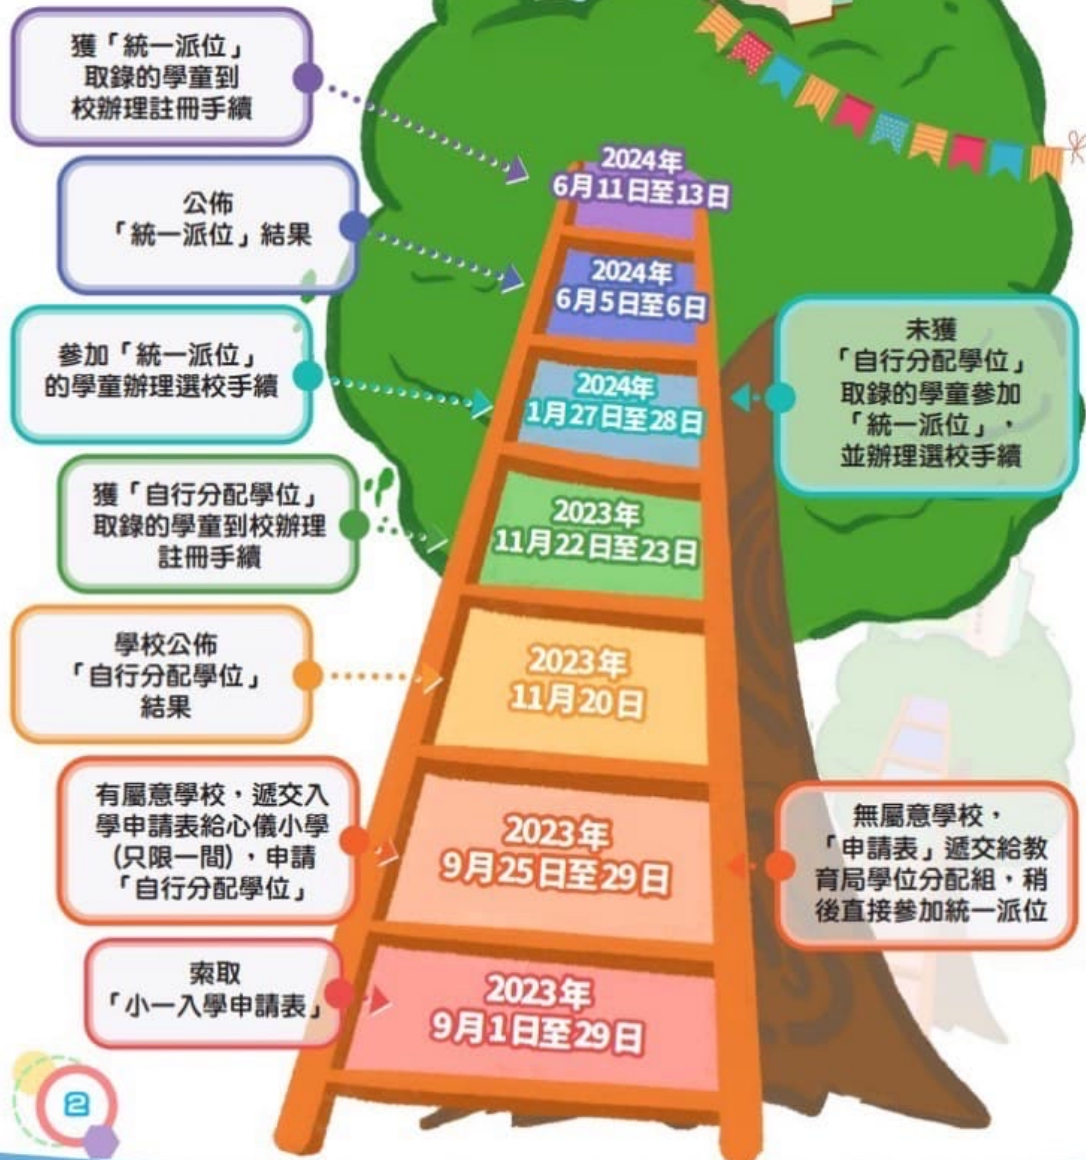 獲「統一派位」
取錄的學童到
校辦理註冊手續
2024年
6月11日至13日
公佈
「統一派位」結果
2024年
6月5日至6日
參加「統一派位」
的學童辦理選校手續
2024年
1月27日至28日
未獲
「自行分配學位」
取錄的學童參加
「統一派位」，
並辦理選校手續
獲「自行分配學位」
取錄的學童到校辦理
註冊手續
2023年
11月22日至23日
學校公佈
「自行分配學位」
結果
2023年
11月20日
有屬意學校，遞交入
學申請表給心儀小學
(只限一間)，申請
「自行分配學位」
2023年
9月25日至29日
無屬意學校，
「申請表」遞交給教
育局學位分配組，稍
後直接參加統一派位
索取
「小一入學申請表」
2023年
9月1日至29日
2